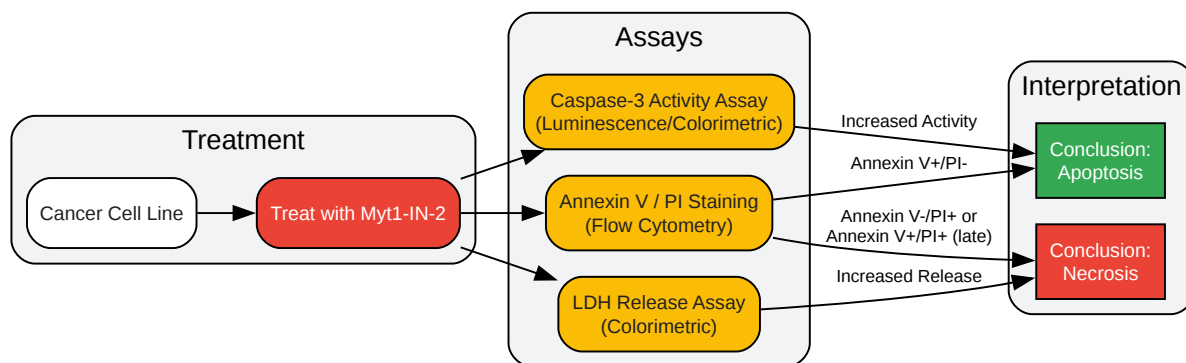 Treatment
Cancer Cell Line
Treat with Myt1-IN-2
Assays
Caspase-3 Activity Assay
(Luminescence/Colorimetric)
Annexin V / PI Staining
(Flow Cytometry)
LDH Release Assay
(Colorimetric)
Increased Activity
Annexin V+/PI-
Annexin V-/PI+ or
Annexin V+/PI+ (late)
Increased Release
Interpretation
Conclusion:
Apoptosis
Conclusion:
Necrosis